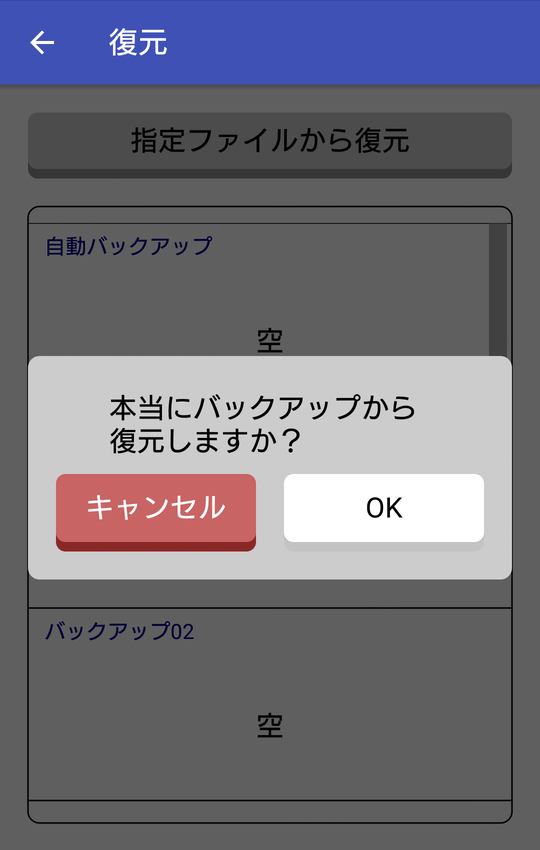 復元
指定ファイルから復元
自動バックアップ
空
本当にバックアップから
復元しますか？
キャンセル
OK
バックアップ02
空